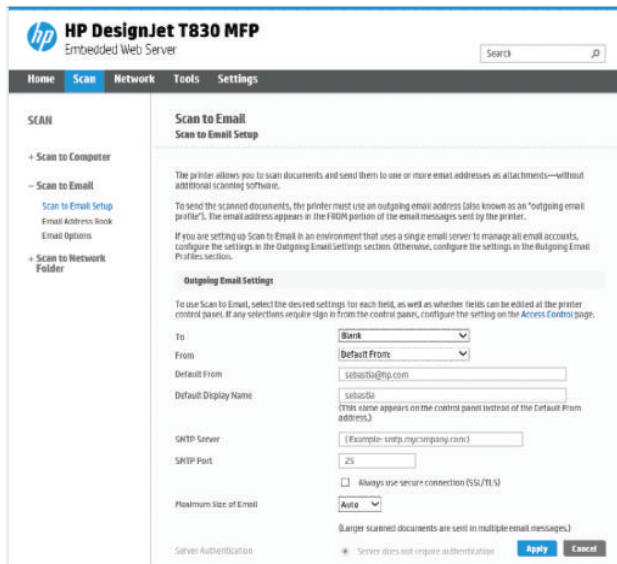 hp
HP DesignJet T830 MFP
Embedded Web Server
Search
Home Scan Network Tools Settings
SCAN
+ Scan to Computer
– Scan to Email
Scan to Email Setup
Email Address Book
Email Options
+ Scan to Network
Folder
Scan to Email
Scan to Email Setup
The printer allows you to scan documents and send them to one or more email addresses as attachments—without
additional scanning software.
To send the scanned documents, the printer must use an outgoing email address (also known as an "outgoing email
profile"). The email address appears in the FROM portion of the email messages sent by the printer.
If you are setting up Scan to Email in an environment that uses a single email server to manage all email accounts,
configure the settings in the Outgoing Email Settings section. Otherwise, configure the settings in the Outgoing Email
Profiles section.
Outgoing Email Settings
To use Scan to Email, select the desired settings for each field, as well as whether fields can be edited at the printer
control panel. If any selections require sign in from the control panel, configure the setting on the Access Control page.
To Blank
From Default From:
Default From sebastia@hp.com
Default Display Name sebastia
(This name appears on the control panel instead of the Default From
address.)
SMTP Server (Example: smtp.mycompany.com)
SMTP Port 25
Always use secure connection (SSL/TLS)
Maximum Size of Email Auto
(Larger scanned documents are sent in multiple email messages.)
Server Authentication Server does not require authentication Apply Cancel